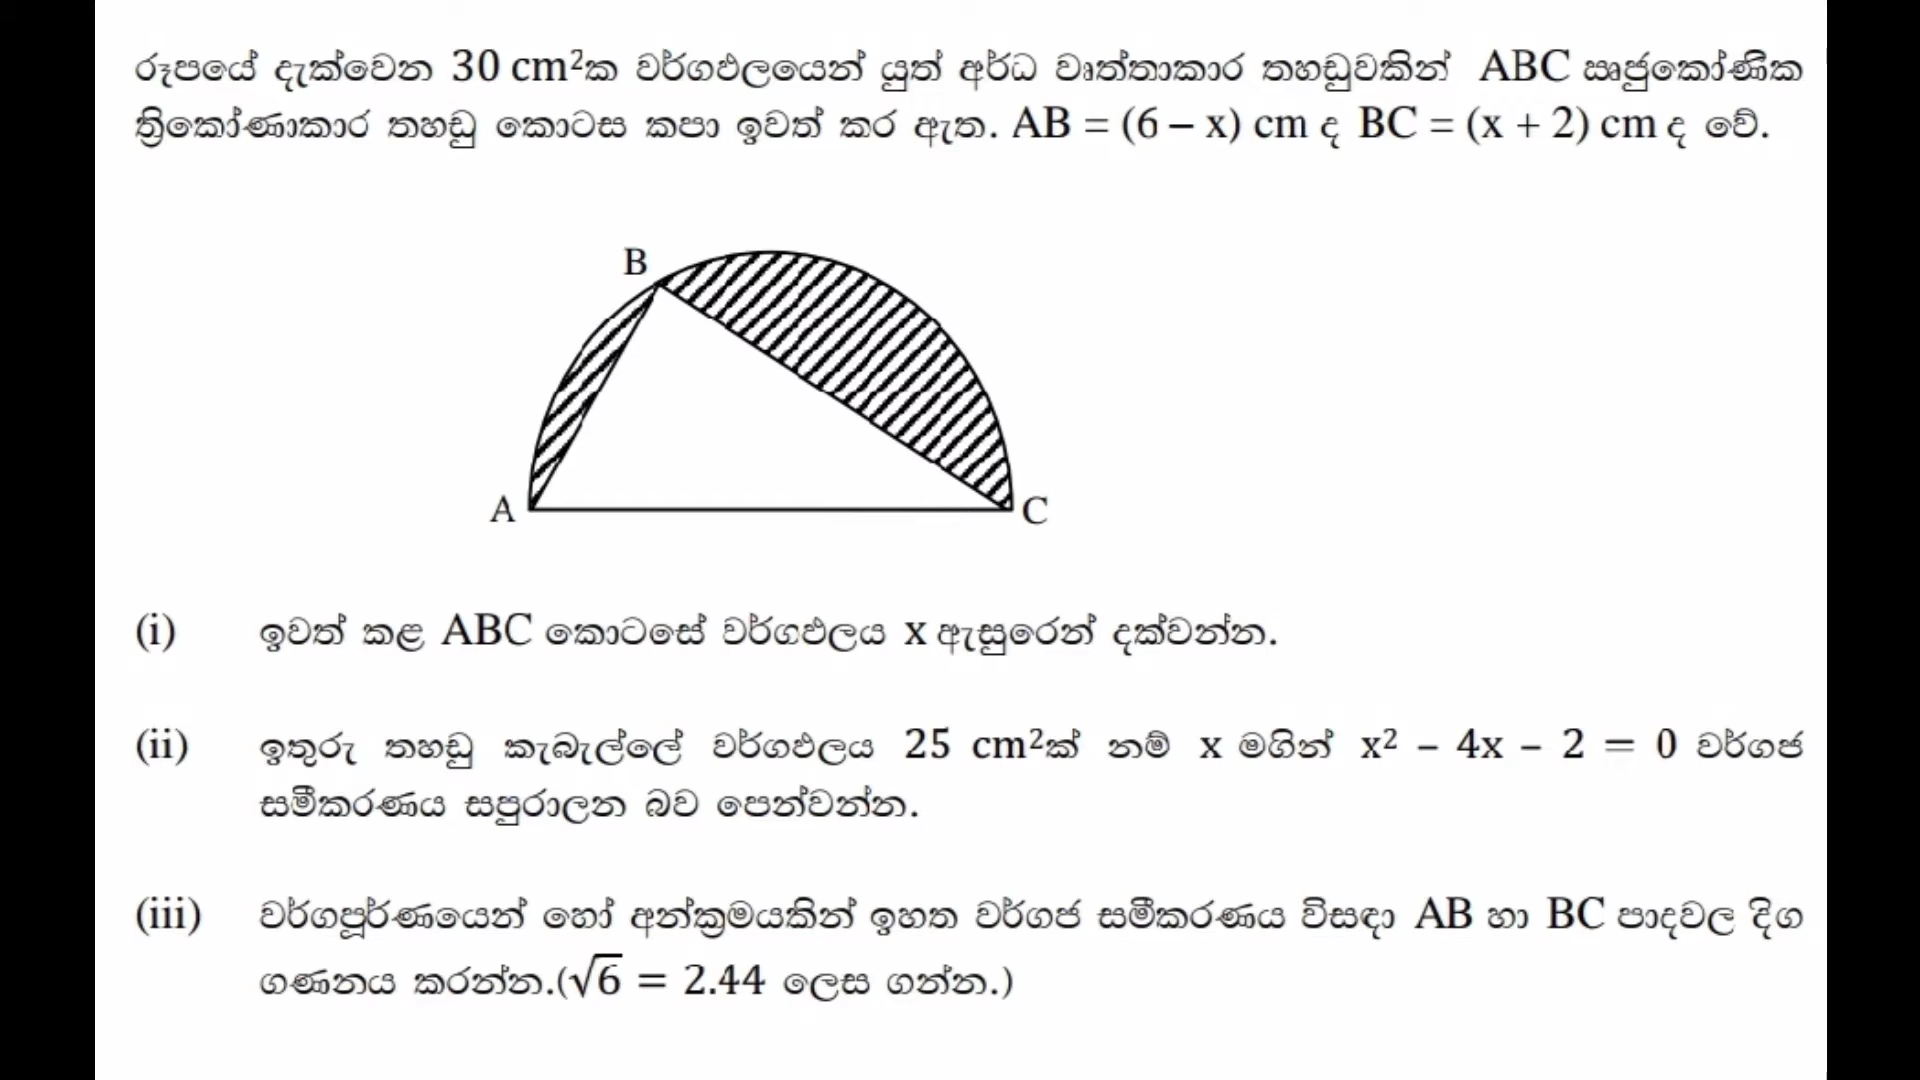 රූපයේ දැක්වෙන 30 cm²ක වර්ගඵලයෙන් යුත් අර්ධ වෘත්තාකාර තහඩුවකින් ABC සෘජුකෝණික
ත්‍රිකෝණාකාර තහඩු කොටස කපා ඉවත් කර ඇත. AB = (6 – x) cm ද BC = (x + 2) cm ද වේ.
B
A
C
(i) ඉවත් කළ ABC කොටසේ වර්ගඵලය x ඇසුරෙන් දක්වන්න.
(ii) ඉතුරු තහඩු කැබැල්ලේ වර්ගඵලය 25 cm²ක් නම් x මගින් x² – 4x – 2 = 0 වර්ගජ
සමීකරණය සපුරාලන බව පෙන්වන්න.
(iii) වර්ගපූර්ණයෙන් හෝ අන්ක්‍රමයකින් ඉහත වර්ගජ සමීකරණය විසඳා AB හා BC පාදවල දිග
ගණනය කරන්න.(√6 = 2.44 ලෙස ගන්න.)